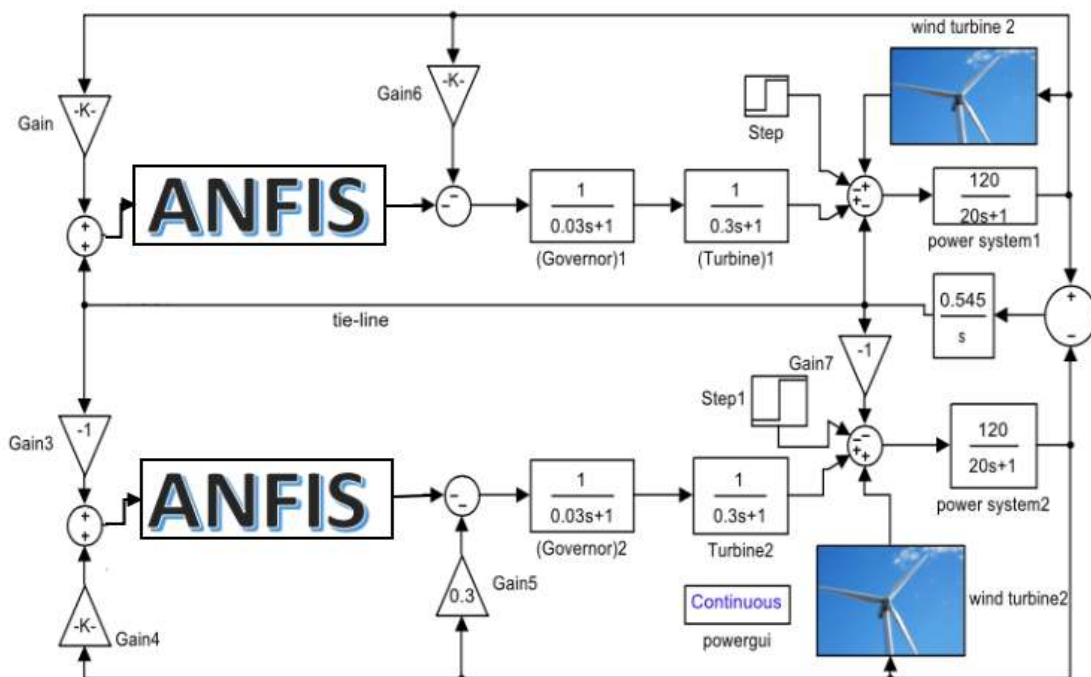 wind turbine 2
-K-
Gain
-K-
Gain6
Step
ANFIS
1
0.03s+1
(Governor)1
1
0.3s+1
(Turbine)1
120
20s+1
power system1
+
+
-
-
-
+
+
-
tie-line
0.545
s
+
-
-1
Gain7
Step1
-1
Gain3
ANFIS
1
0.03s+1
(Governor)2
1
0.3s+1
Turbine2
120
20s+1
power system2
+
+
-
-
-
+
+
-K-
Gain4
0.3
Gain5
Continuous
powergui
wind turbine2